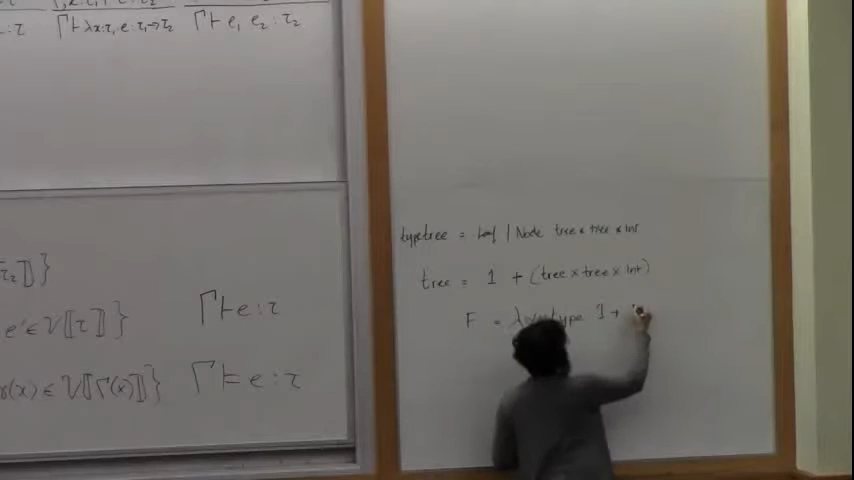 : τ
Γ ⊢ λx:τ₁ e : τ₁→τ₂
Γ ⊢ e₁ e₂ : τ₂
τ₂⟧}
e' ∈ V⟦τ⟧}
γ(x) ∈ V⟦Γ(x)⟧}
Γ ⊢ e : τ
Γ ⊨ e : τ
type tree = Leaf | Node tree × tree × int
tree = 1 + (tree × tree × int)
F = type 1 +